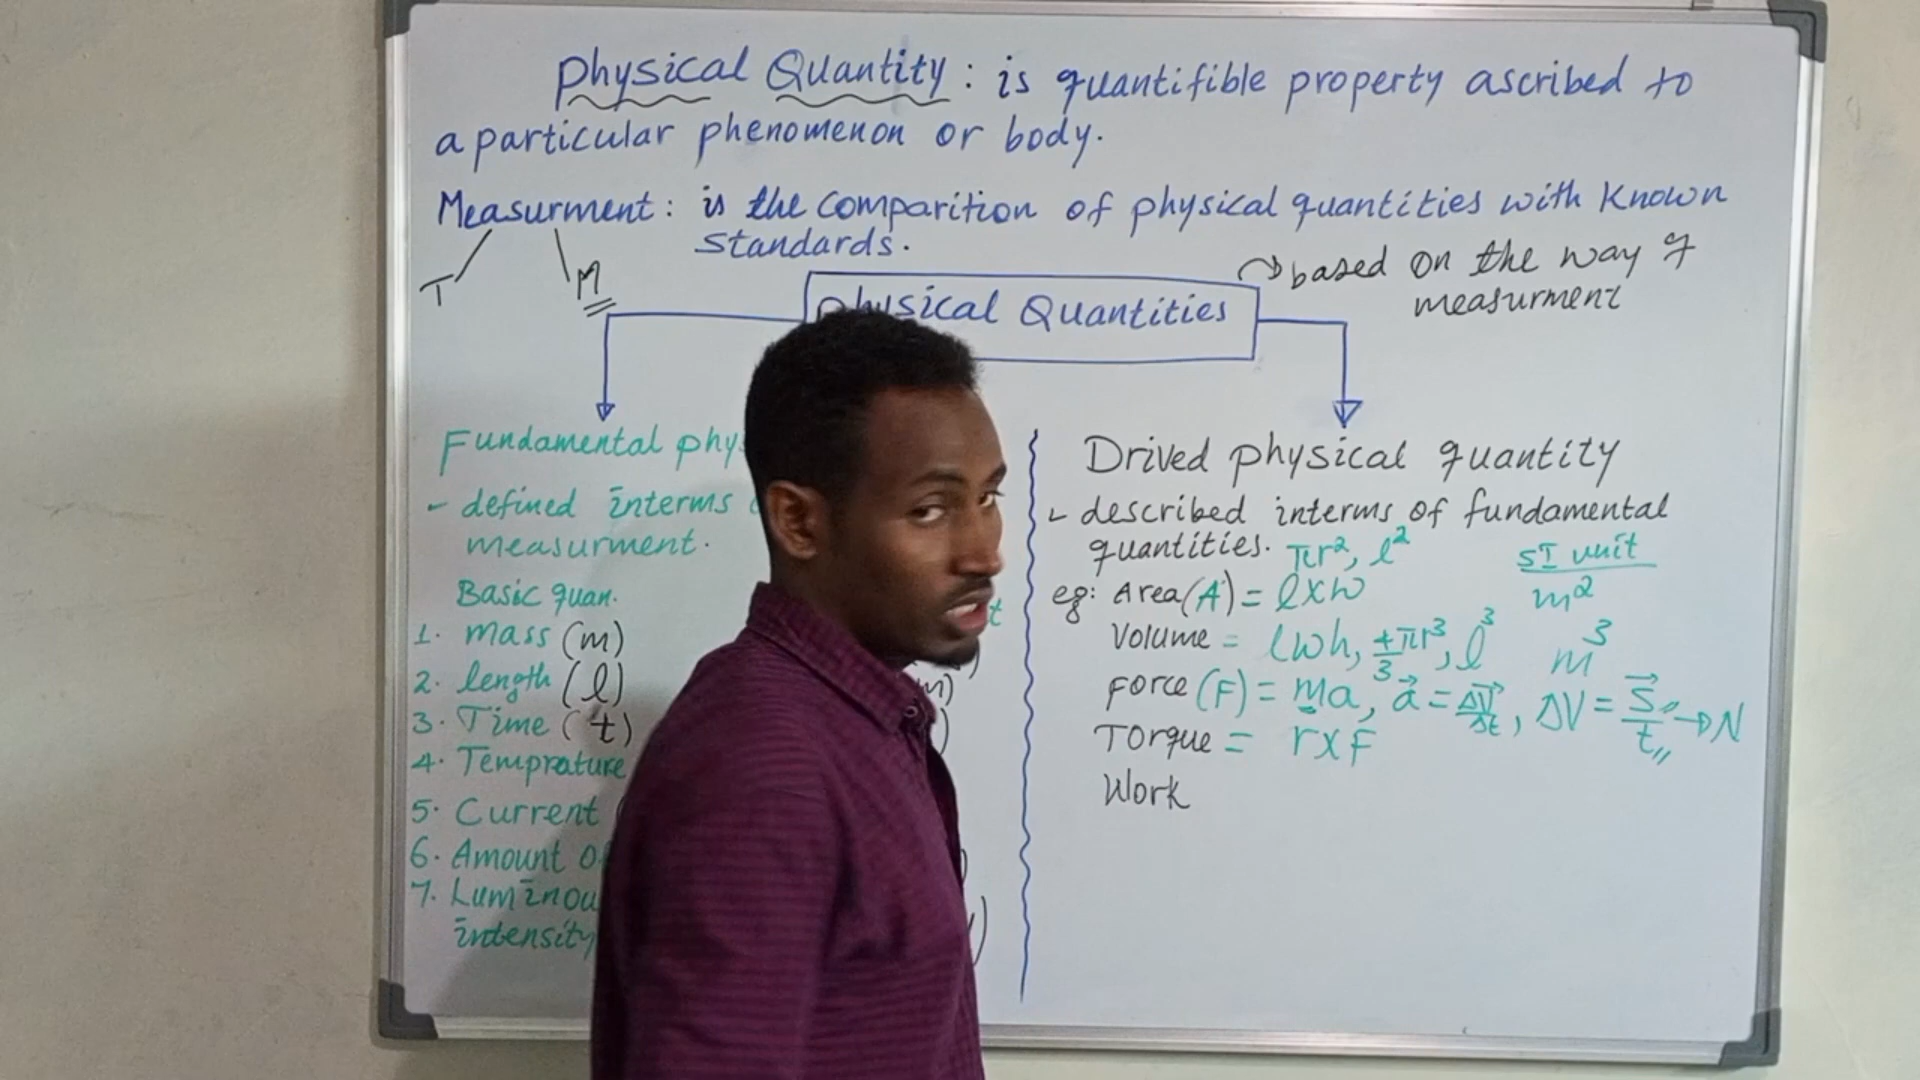 Physical Quantity: is quantifible property ascribed to
a particular phenomenon or body.
Measurment: is the comparition of physical quantities with known
standards.
T M
based on the way of
measurment
Physical Quantities
Fundamental phys
- defined interms
measurment.
Basic quan.
1. mass (m)
2. length (l)
3. Time (t)
4. Temprature
5. Current
6. Amount of
7. Luminou
intensity
Drived physical quantity
- described interms of fundamental
quantities. πr², l²
SI unit
eg: Area (A) = l x w m²
Volume = lwh, 4/3 πr³, l³ m³
Force (F) = ma, a⃗ = ΔV⃗/Δt, ΔV = S⃗/t → N
Torque = r x F
Work